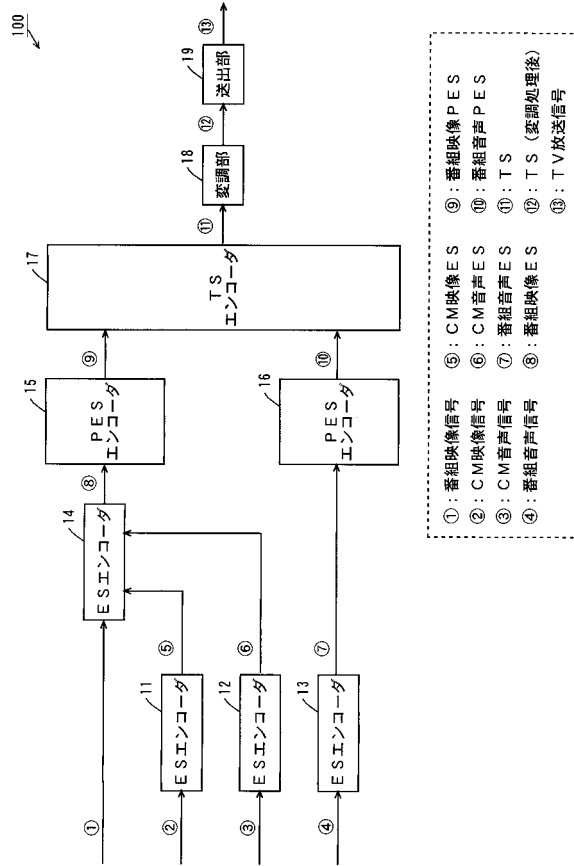 100
①
②
③
④
11
ESエンコーダ
12
ESエンコーダ
13
ESエンコーダ
⑤
⑥
⑦
14
ESエンコーダ
⑧
15
PES
エンコーダ
16
PES
エンコーダ
⑨
⑩
17
TS
エンコーダ
⑪
18
変調部
⑫
19
送出部
⑬
①:番組映像信号 ⑤:CM映像ES ⑨:番組映像PES
②:CM映像信号 ⑥:CM音声ES ⑩:番組音声PES
③:CM音声信号 ⑦:番組音声ES ⑪:TS
④:番組音声信号 ⑧:番組映像ES ⑫:TS(変調処理後)
⑬:TV放送信号